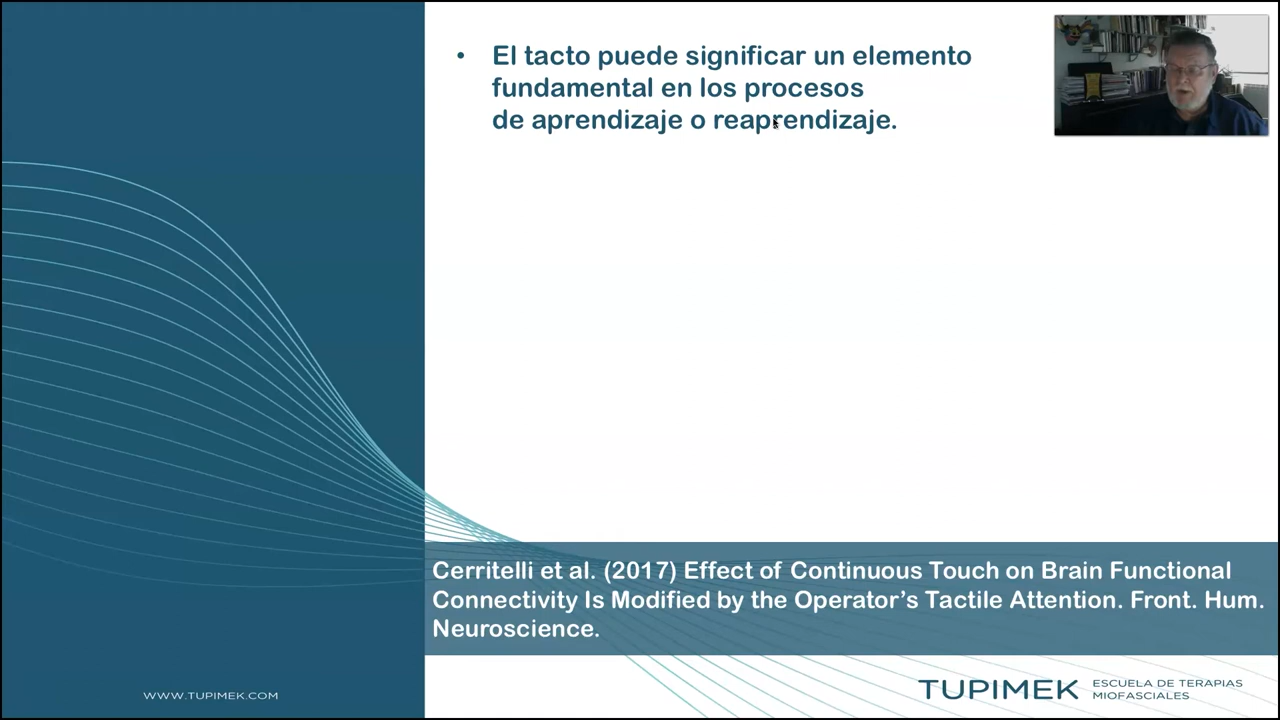 • El tacto puede significar un elemento
fundamental en los procesos
de aprendizaje o reaprendizaje.
Cerritelli et al. (2017) Effect of Continuous Touch on Brain Functional
Connectivity Is Modified by the Operator’s Tactile Attention. Front. Hum.
Neuroscience.
WWW.TUPIMEK.COM
TUPIMEK ESCUELA DE TERAPIAS
MIOFASCIALES